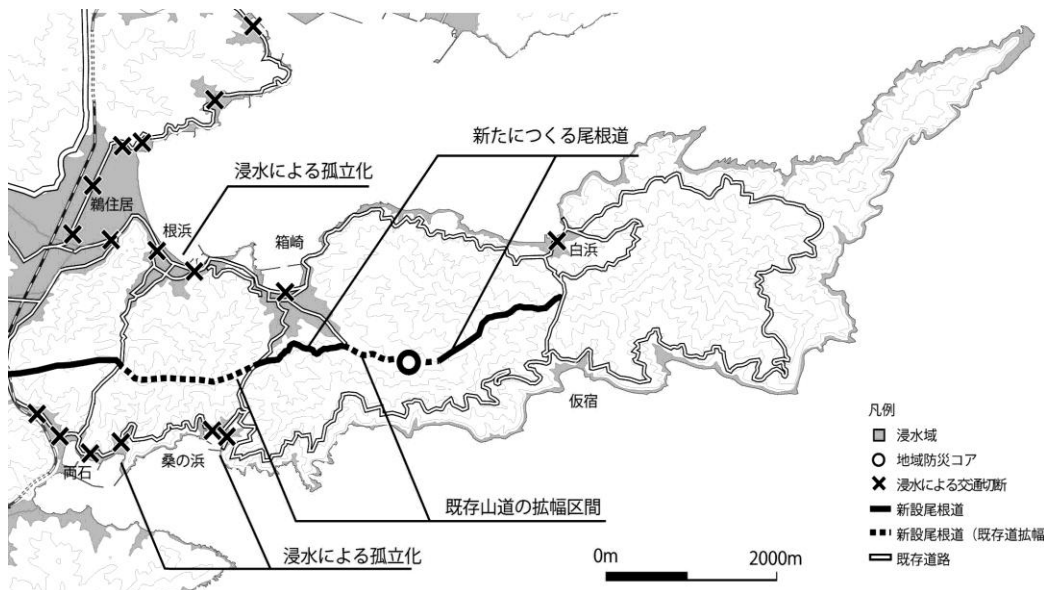 新たにつくる尾根道
浸水による孤立化
鵜住居
根浜
箱崎
白浜
仮宿
両石
桑の浜
既存山道の拡幅区間
浸水による孤立化
0m
2000m
凡例
浸水域
地域防災コア
浸水による交通切断
新設尾根道
新設尾根道（既存道拡幅
既存道路